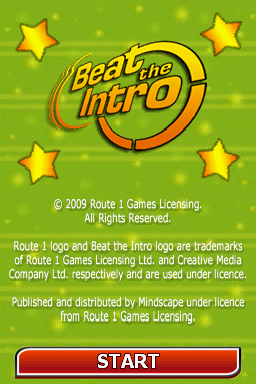 Beat
the
Intro
© 2009 Route 1 Games Licensing.
All Rights Reserved.
Route 1 logo and Beat the Intro logo are trademarks
of Route 1 Games Licensing Ltd. and Creative Media
Company Ltd. respectively and are used under licence.
Published and distributed by Mindscape under licence
from Route 1 Games Licensing.
START